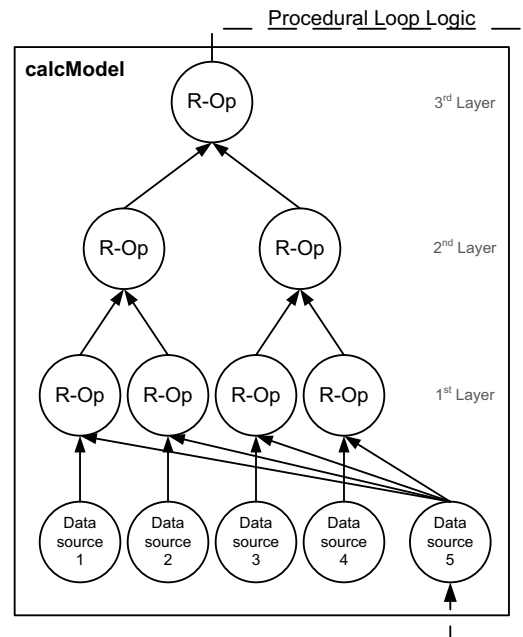 Procedural Loop Logic
calcModel
R-Op
3rd Layer
R-Op
R-Op
2nd Layer
R-Op
R-Op
R-Op
R-Op
1st Layer
Data
source
1
Data
source
2
Data
source
3
Data
source
4
Data
source
5